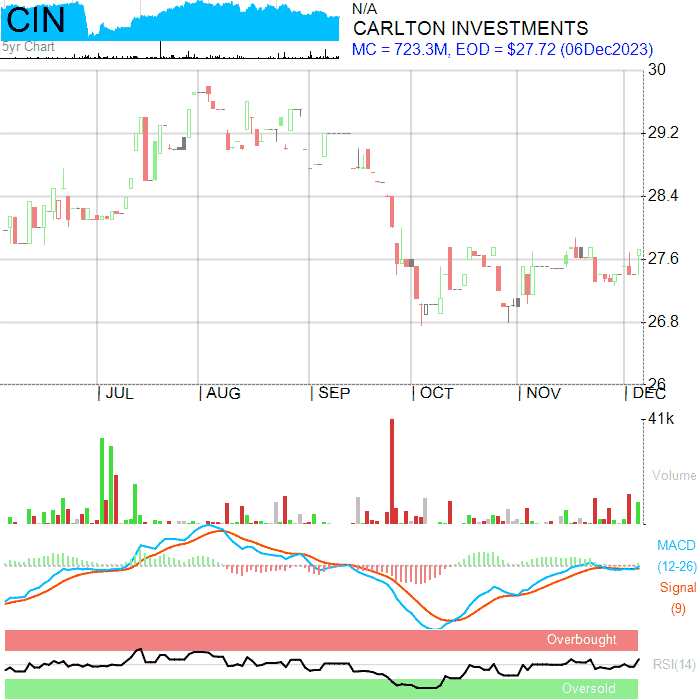 CIN
5yr Chart
N/A
CARLTON INVESTMENTS
MC = 723.3M, EOD = $27.72 (06Dec2023)
30
29.2
28.4
27.6
26.8
26
| JUL | AUG | SEP | OCT | NOV | DEC
41k
Volume
MACD
(12-26)
Signal
(9)
Overbought
RSI(14)
Oversold